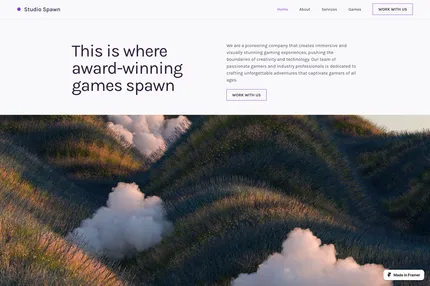 Studio Spawn
Home
About
Services
Games
WORK WITH US
This is where
award-winning
games spawn
We are a pioneering company that creates immersive and
visually stunning gaming experiences, pushing the
boundaries of creativity and technology. Our team of
passionate gamers and industry professionals is dedicated to
crafting unforgettable adventures that captivate gamers of all
ages.
WORK WITH US
Made in Framer